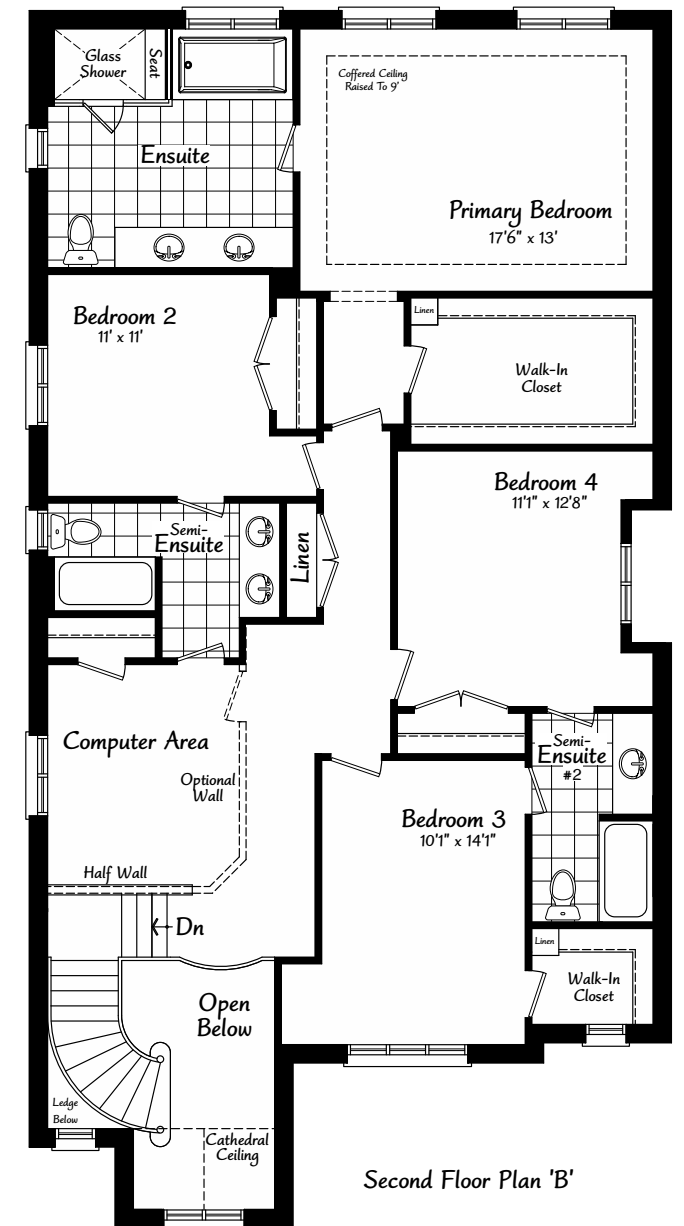 Glass
Shower
Seat
Coffered Ceiling
Raised To 9'
Ensuite
Primary Bedroom
17'6" x 13'
Bedroom 2
11' x 11'
Linen
Walk-In
Closet
Bedroom 4
11'1" x 12'8"
Semi-
Ensuite
Linen
Computer Area
Optional
Wall
Semi-
Ensuite
#2
Bedroom 3
10'1" x 14'1"
Half Wall
Dn
Linen
Walk-In
Closet
Open
Below
Ledge
Below
Cathedral
Ceiling
Second Floor Plan 'B'